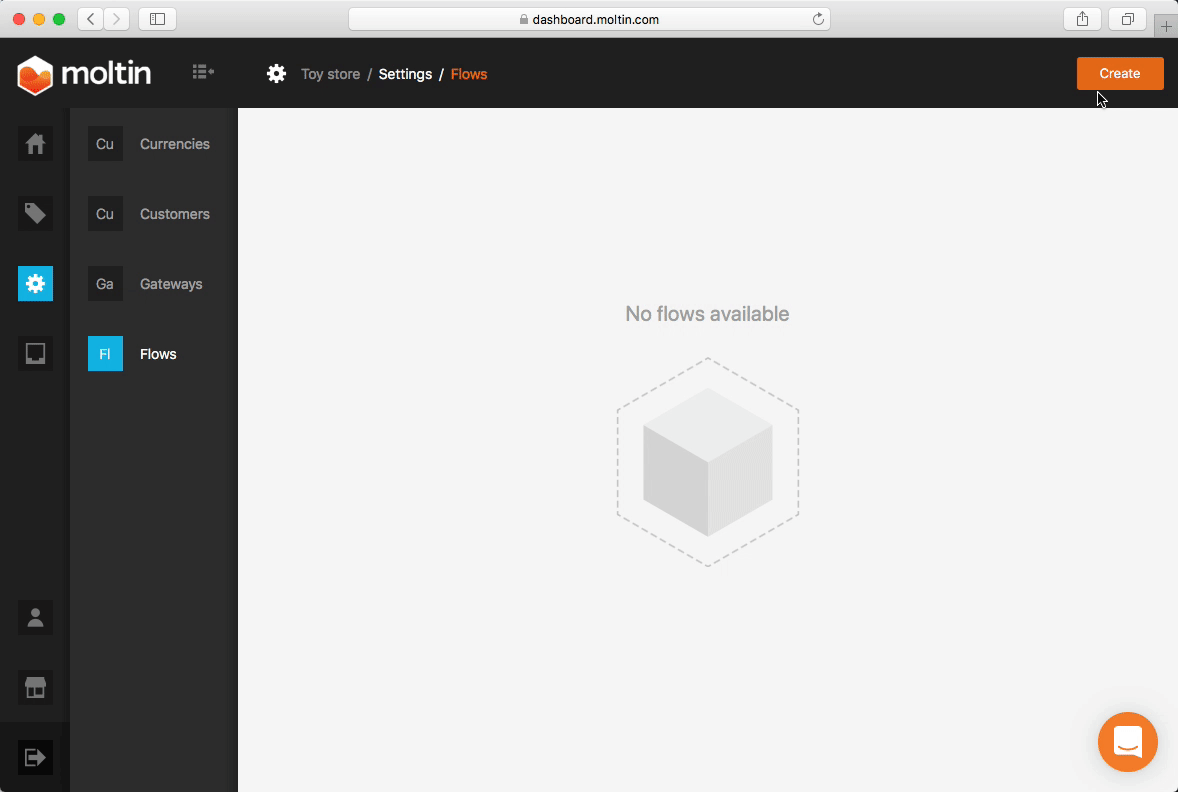 dashboard.moltin.com
moltin
Toy store / Settings / Flows
Create
Cu Currencies
Cu Customers
Ga Gateways
Fl Flows
No flows available